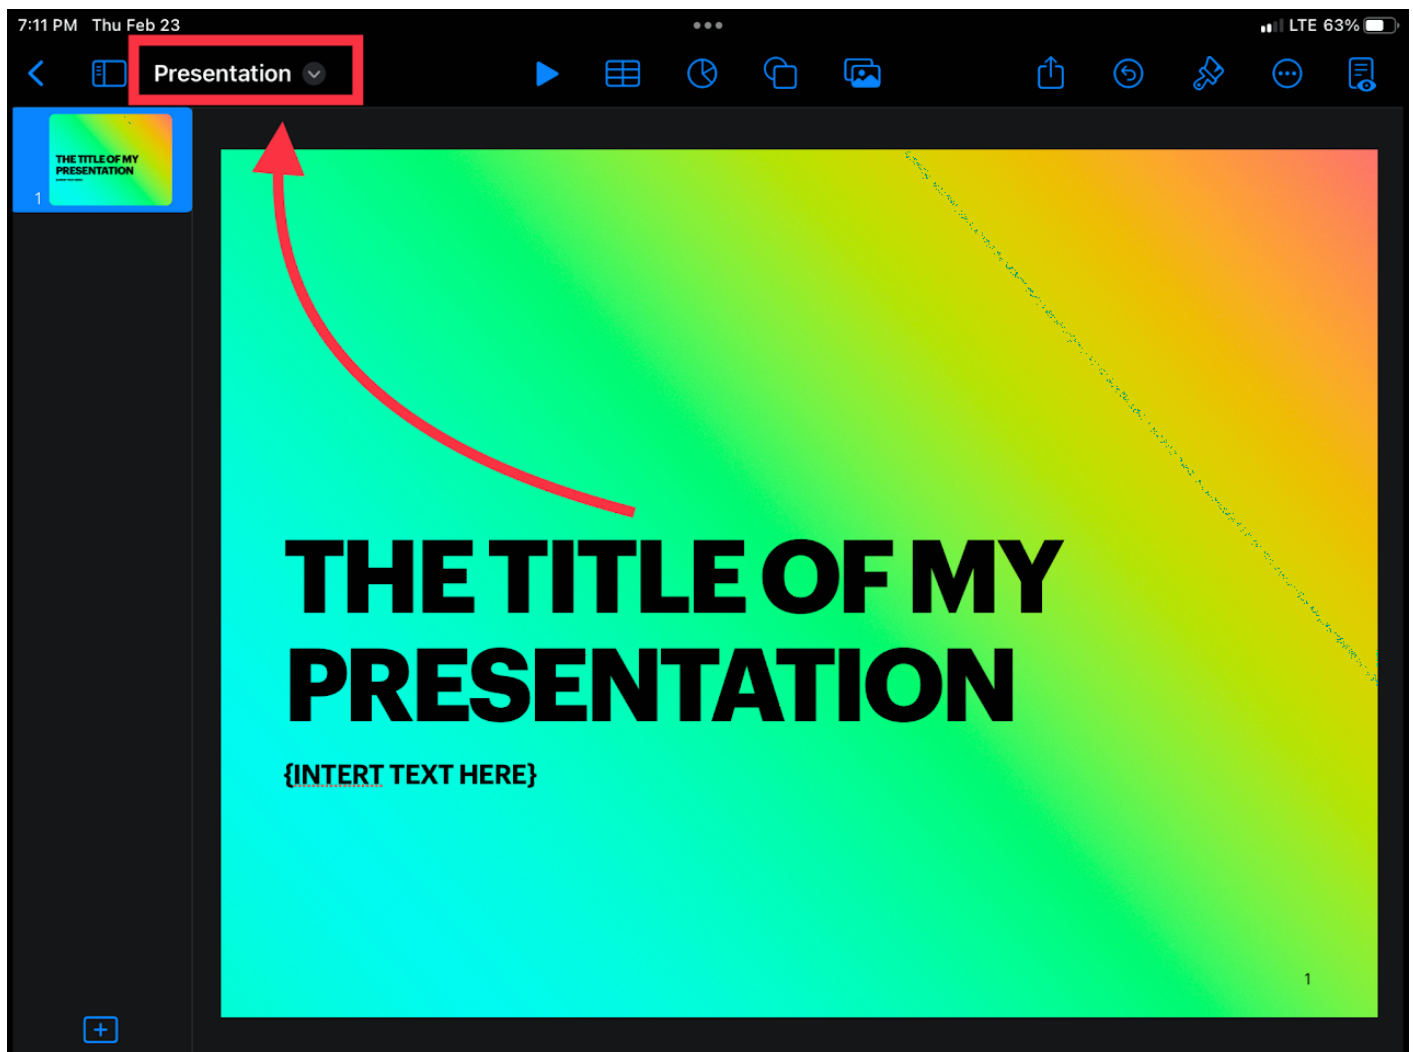 7:11 PM Thu Feb 23
LTE 63%
Presentation
THE TITLE OF MY
PRESENTATION
1
THE TITLE OF MY
PRESENTATION
{INTERT TEXT HERE}
1